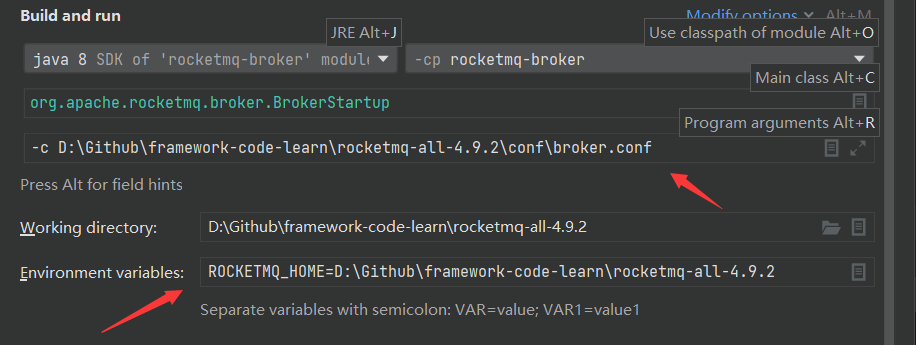 Build and run
Modify options Alt+M
JRE Alt+J
Use classpath of module Alt+O
java 8 SDK of 'rocketmq-broker' module
-cp rocketmq-broker
Main class Alt+C
org.apache.rocketmq.broker.BrokerStartup
Program arguments Alt+R
-c D:\Github\framework-code-learn\rocketmq-all-4.9.2\conf\broker.conf
Press Alt for field hints
Working directory: D:\Github\framework-code-learn\rocketmq-all-4.9.2
Environment variables: ROCKETMQ_HOME=D:\Github\framework-code-learn\rocketmq-all-4.9.2
Separate variables with semicolon: VAR=value; VAR1=value1